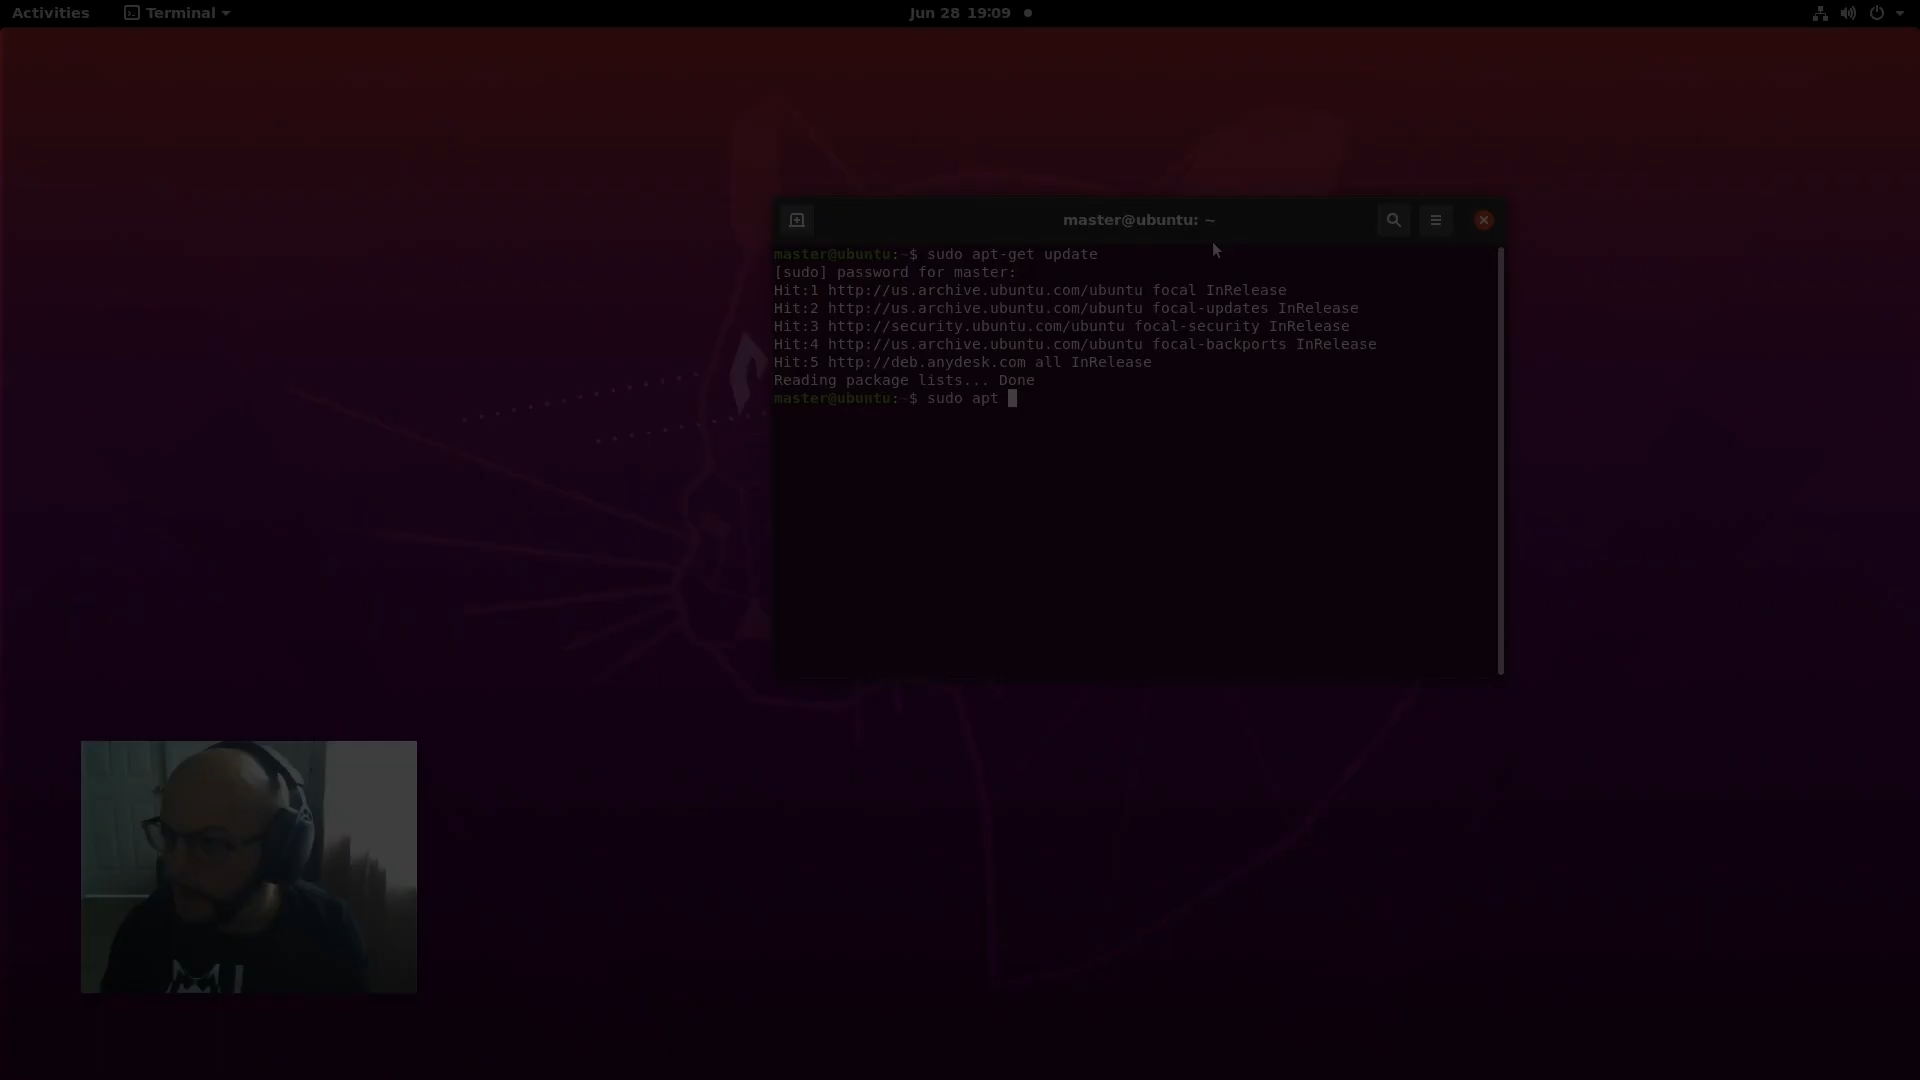 Activities Terminal Jun 28 19:09
master@ubuntu: ~
master@ubuntu:~$ sudo apt-get update
[sudo] password for master:
Hit:1 http://us.archive.ubuntu.com/ubuntu focal InRelease
Hit:2 http://us.archive.ubuntu.com/ubuntu focal-updates InRelease
Hit:3 http://security.ubuntu.com/ubuntu focal-security InRelease
Hit:4 http://us.archive.ubuntu.com/ubuntu focal-backports InRelease
Hit:5 http://deb.anydesk.com all InRelease
Reading package lists... Done
master@ubuntu:~$ sudo apt